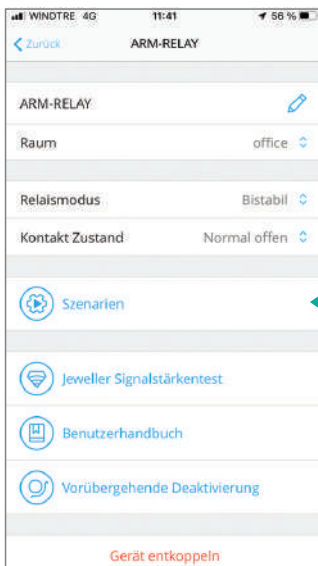 WINDTRE 4G 11:41 56 %
Zurück ARM-RELAY
ARM-RELAY
Raum office
Relaismodus Bistabil
Kontakt Zustand Normal offen
Szenarien
Jeweller Signalstärkentest
Benutzerhandbuch
Vorübergehende Deaktivierung
Gerät entkoppeln